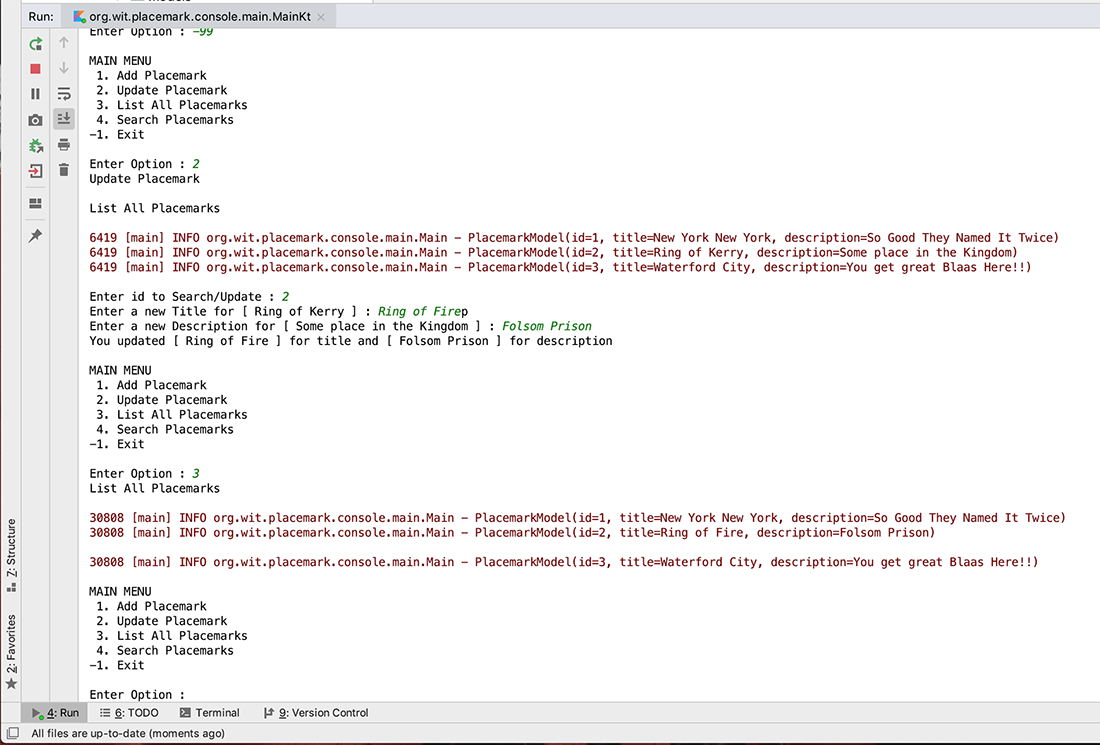 models
Run: org.wit.placemark.console.main.MainKt ×
Enter Option : -99
MAIN MENU
1. Add Placemark
2. Update Placemark
3. List All Placemarks
4. Search Placemarks
-1. Exit
Enter Option : 2
Update Placemark
List All Placemarks
6419 [main] INFO org.wit.placemark.console.main.Main - PlacemarkModel(id=1, title=New York New York, description=So Good They Named It Twice)
6419 [main] INFO org.wit.placemark.console.main.Main - PlacemarkModel(id=2, title=Ring of Kerry, description=Some place in the Kingdom)
6419 [main] INFO org.wit.placemark.console.main.Main - PlacemarkModel(id=3, title=Waterford City, description=You get great Blaas Here!!)
Enter id to Search/Update : 2
Enter a new Title for [ Ring of Kerry ] : Ring of Firep
Enter a new Description for [ Some place in the Kingdom ] : Folsom Prison
You updated [ Ring of Fire ] for title and [ Folsom Prison ] for description
MAIN MENU
1. Add Placemark
2. Update Placemark
3. List All Placemarks
4. Search Placemarks
-1. Exit
Enter Option : 3
List All Placemarks
30808 [main] INFO org.wit.placemark.console.main.Main - PlacemarkModel(id=1, title=New York New York, description=So Good They Named It Twice)
30808 [main] INFO org.wit.placemark.console.main.Main - PlacemarkModel(id=2, title=Ring of Fire, description=Folsom Prison)
30808 [main] INFO org.wit.placemark.console.main.Main - PlacemarkModel(id=3, title=Waterford City, description=You get great Blaas Here!!)
MAIN MENU
1. Add Placemark
2. Update Placemark
3. List All Placemarks
4. Search Placemarks
-1. Exit
Enter Option :
Z: Structure
2: Favorites
4: Run 6: TODO Terminal 9: Version Control
All files are up-to-date (moments ago)